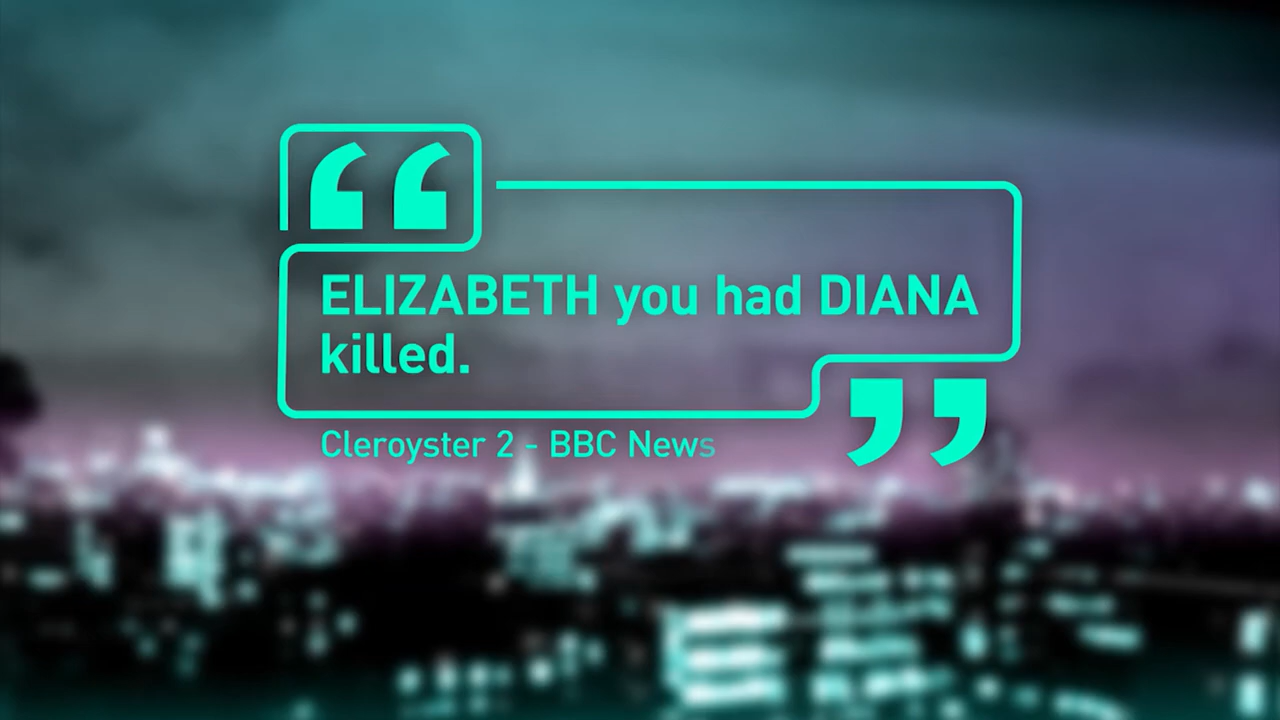 “
ELIZABETH you had DIANA
killed.
”
Cleroyster 2 - BBC News